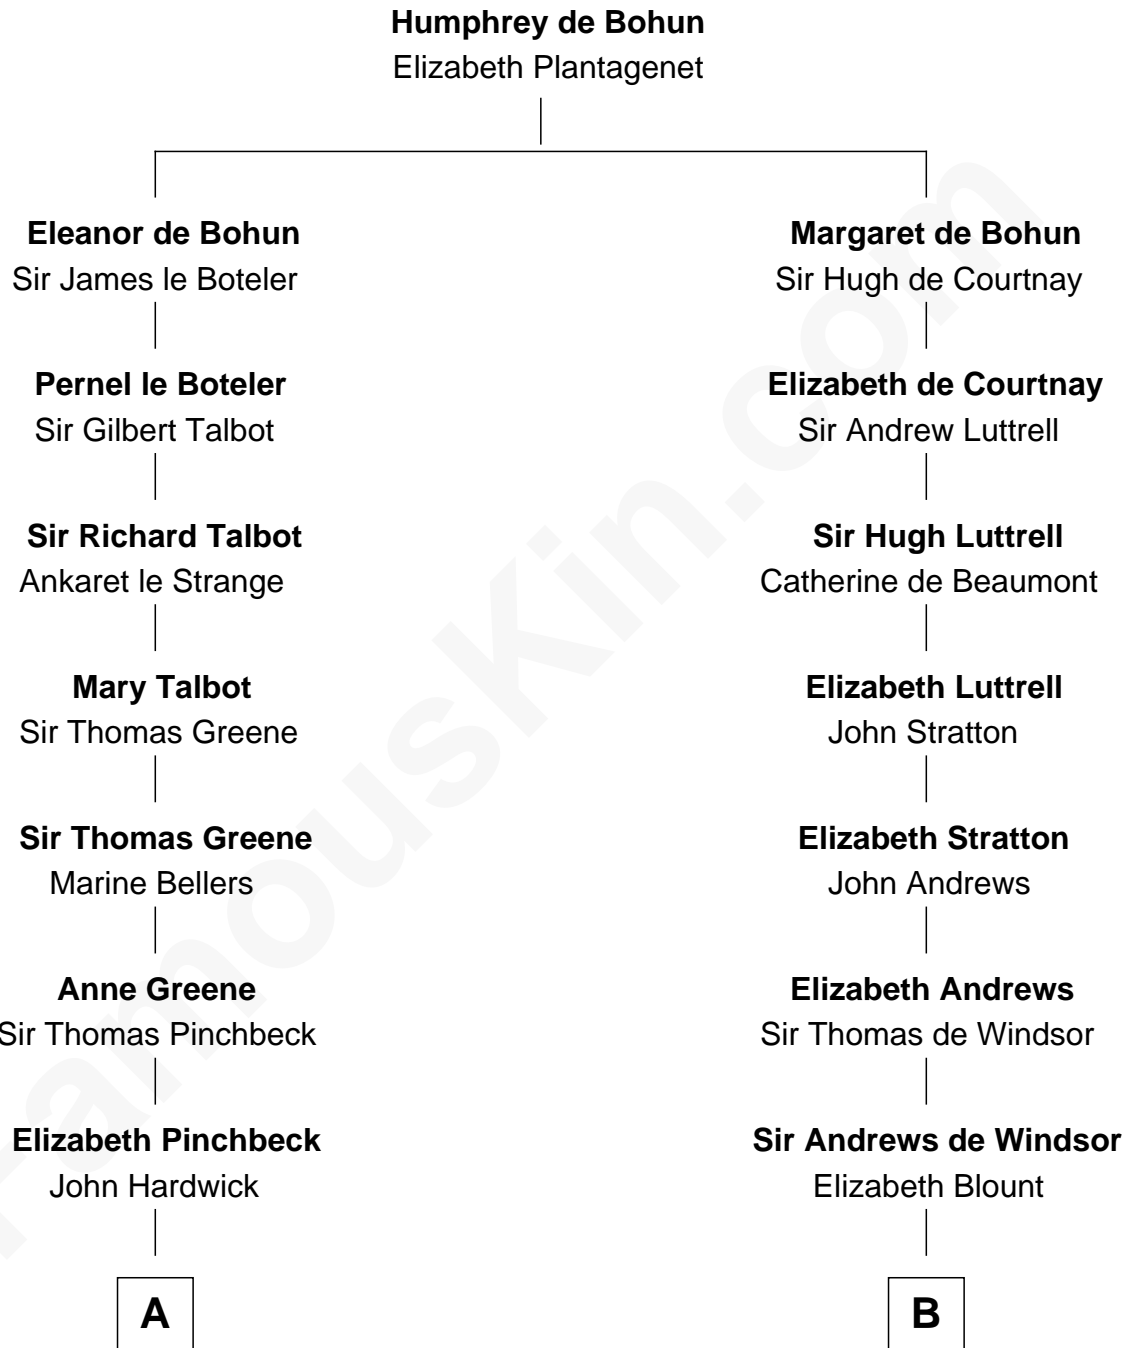 Humphrey de Bohun
Elizabeth Plantagenet
Eleanor de Bohun
Sir James le Boteler
Margaret de Bohun
Sir Hugh de Courtnay
Pernel le Boteler
Sir Gilbert Talbot
Elizabeth de Courtnay
Sir Andrew Luttrell
Sir Richard Talbot
Ankaret le Strange
Sir Hugh Luttrell
Catherine de Beaumont
Mary Talbot
Sir Thomas Greene
Elizabeth Luttrell
John Stratton
Sir Thomas Greene
Marine Bellers
Elizabeth Stratton
John Andrews
Anne Greene
Sir Thomas Pinchbeck
Elizabeth Andrews
Sir Thomas de Windsor
Elizabeth Pinchbeck
John Hardwick
Sir Andrews de Windsor
Elizabeth Blount
A
B
FamousKin.com